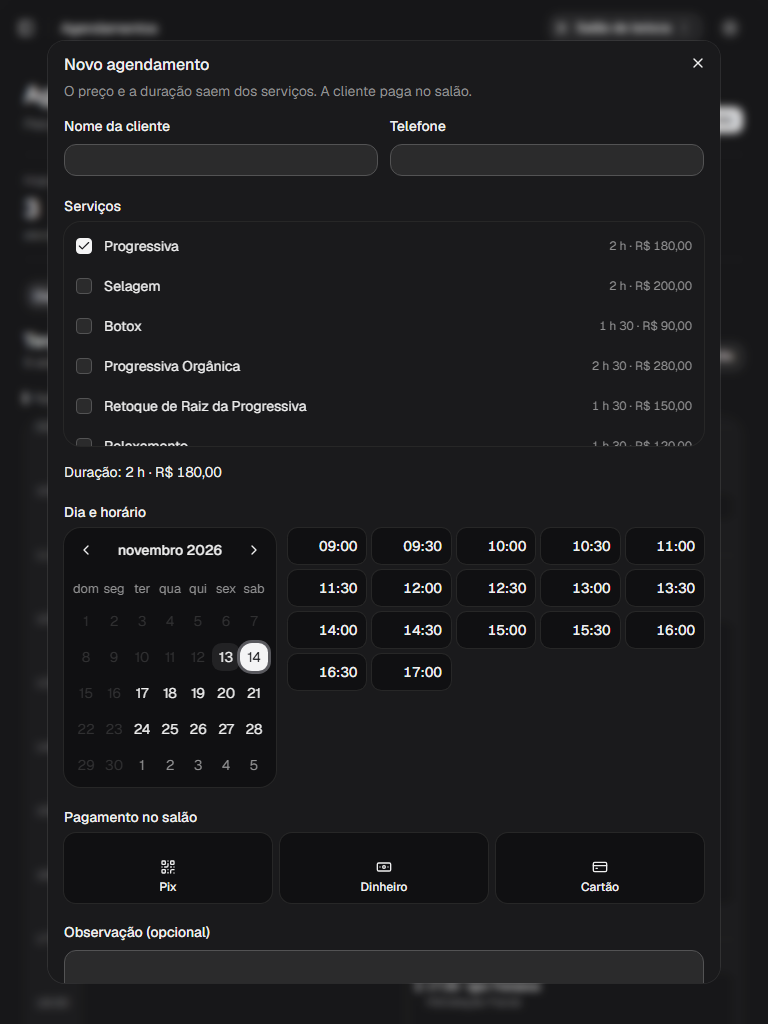 Agendamentos
Novo agendamento
O preço e a duração saem dos serviços. A cliente paga no salão.
Nome da cliente Telefone
3
Serviços
Progressiva 2 h · R$ 180,00
Selagem 2 h · R$ 200,00
Botox 1 h 30 · R$ 90,00
Progressiva Orgânica 2 h 30 · R$ 280,00
Retoque de Raiz da Progressiva 1 h 30 · R$ 150,00
Relaxamento 1 h 30 · R$ 120,00
Duração: 2 h · R$ 180,00
Dia e horário
novembro 2026
dom seg ter qua qui sex sab
1 2 3 4 5 6 7
8 9 10 11 12 13 14
15 16 17 18 19 20 21
22 23 24 25 26 27 28
29 30 1 2 3 4 5
09:00 09:30 10:00 10:30 11:00
11:30 12:00 12:30 13:00 13:30
14:00 14:30 15:00 15:30 16:00
16:30 17:00
Pagamento no salão
Pix Dinheiro Cartão
Observação (opcional)